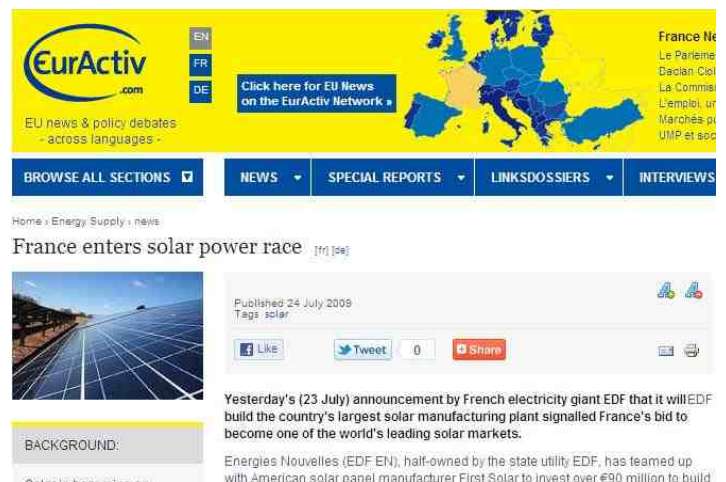 EurActiv
.com
EU news & policy debates
- across languages -
EN
FR
DE
Click here for EU News
on the EurActiv Network »
France Ne
Le Parleme
Dacian Ciol
La Commiss
L'emploi, un
Marchés pu
UMP et soc
BROWSE ALL SECTIONS
NEWS
SPECIAL REPORTS
LINKSDOSSIERS
INTERVIEWS
Home › Energy Supply › news
France enters solar power race [fr] [de]
Published 24 July 2009
Tags solar
Like
Tweet 0
Share
Yesterday's (23 July) announcement by French electricity giant EDF that it will EDF
build the country's largest solar manufacturing plant signalled France's bid to
become one of the world's leading solar markets.
BACKGROUND:
Energies Nouvelles (EDF EN), half-owned by the state utility EDF, has teamed up
with American solar panel manufacturer First Solar to invest over €90 million to build